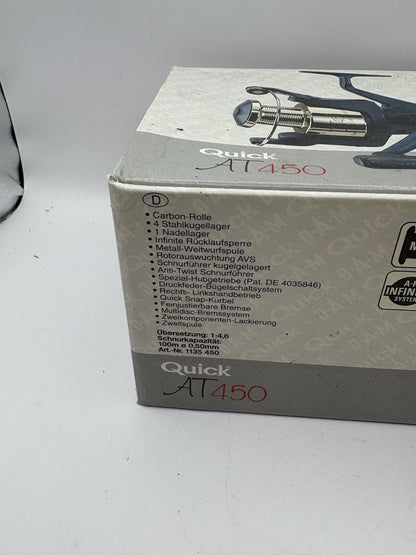 Quick
AT450
D
• Carbon-Rolle
• 4 Stahlkugellager
• 1 Nadellager
• Infinite Rücklaufsperre
• Metall-Weitwurfspule
• Rotorauswuchtung AVS
• Schnurführer kugelgelagert
• Anti-Twist Schnurführer
• Spezial-Hubgetriebe (Pat. DE 4035846)
• Druckfeder-Bügelschaltsystem
• Rechts- Linkshandbetrieb
• Quick Snap-Kurbel
• Feinjustierbare Bremse
• Multidisc-Bremssystem
• Zweikomponenten-Lackierung
• Zweitspule
Übersetzung: 1:4,6
Schnurkapazität:
100m ø 0,50mm
Art.-Nr. 1135 450
Quick
AT450